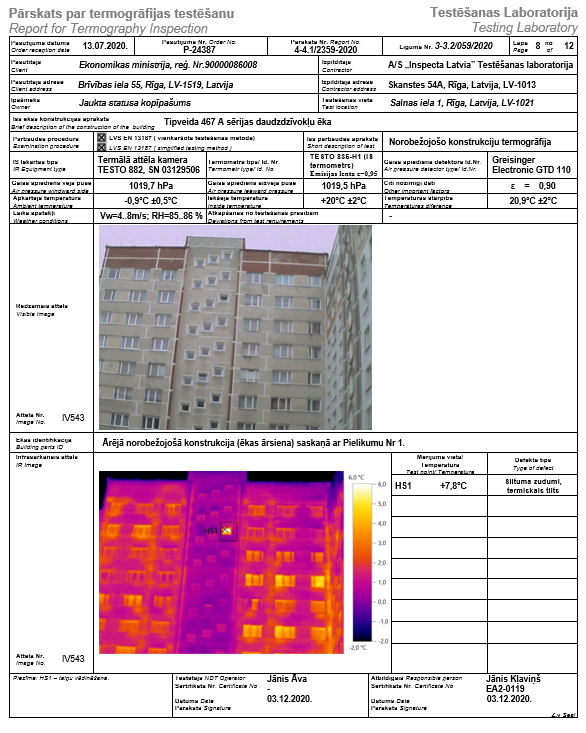 Pārskats par termogrāfijas testēšanu
Testēšanas Laboratorija
Report for Termography Inspection
Testing Laboratory
Pasūtījuma datums
Order reception date
13.07.2020.
Pasūtījuma Nr. Order No.
P-24387
Pārskata Nr. Report No.
4-4.1/2359-2020
Līguma Nr. 3-3.2/059/2020
Lapa 8 no 12
Page of
Pasūtītājs
Client
Ekonomikas ministrija, reģ. Nr.90000086008
Izpildītājs
Contractor
A/S „Inspecta Latvia” Testēšanas laboratorija
Pasūtītāja adrese
Client address
Brīvības iela 55, Rīga, LV-1519, Latvija
Izpildītāja adrese
Contractor address
Skanstes 54A, Rīga, Latvija, LV-1013
Īpašnieks
Owner
Jaukta statusa kopīpašums
Testēšanas vieta
Test location
Salnas iela 1, Rīga, Latvija, LV-1021
Īss ēkas konstrukcijas apraksts
Brief description of the construction of the building
Tipveida 467 A sērijas daudzdzīvokļu ēka
Pārbaudes procedūra
Examination procedure
LVS EN 13187 ( vienkāršota testēšanas metode)
LVS EN 13187 ( simplified testing method )
Īss pārbaudes apraksts
Short description of test
Norobežojošo konstrukciju termogrāfija
IS iekārtas tips
IR Equipment type
Termālā attēla kamera
TESTO 882, SN 03129506
Termometra tips/ Id. Nr.
Termometr type/ Id. No
TESTO 835-H1 (IS
termometrs)
Emisijas lenta ε=0,95
Gaisa spiediena detektora Id.Nr.
Air pressure detector type/ Id.Nr.
Greisinger
Electronic GTD 110
Gaisa spiediens vēja pusē
Air pressure windward side
1019,7 hPa
Gaisa spiediens aizvēja pusē
Air pressure leeward pressure
1019,5 hPa
Citi nozīmīgi dati
Other important factors
ε = 0,90
Apkārtējā temperatūra
Ambient temperature
-0,9°C ±0,5°C
Iekšējā temperatūra
Inside temperature
+20°C ±2°C
Temperatūras starpība
Temperatures diference
20,9°C ±2°C
Laika apstākļi
Weather conditions
Vw=4..8m/s; RH=85..86 %
Atkāpšanās no testēšanas prasībām
Deviations from test requirements
-
Redzamais attēls
Visible image
Attēls Nr.
Image No.
IV543
Ēkas identifikācija
Building parts ID
Ārējā norobežojošā konstrukcija (ēkas ārsiena) saskaņā ar Pielikumu Nr 1.
Infrasarkanais attēls
IR image
Mērījuma vieta/
Temperatūra
Test point/ Temperature
Defekta tips
Type of defect
HS1 +7,8°C
Siltuma zudumi,
termiskais tilts
6,0 °C
6,0
5,0
4,0
3,0
2,0
1,0
0,0
-1,0
-2,0
-2,0 °C
HS1
Attēls Nr.
Image No.
IV543
Piezīme: HS1 – telpu vēdināšana.
Testētājs NDT Operator
Jānis Āva
Sertifikāta Nr. Certificate No
-
Datums Date
03.12.2020.
Paraksts Signature
Atbildīgais Responsible person
Jānis Kļaviņš
Sertifikāta Nr. Certificate No
EA2-0119
Datums Date
03.12.2020.
Paraksts Signature